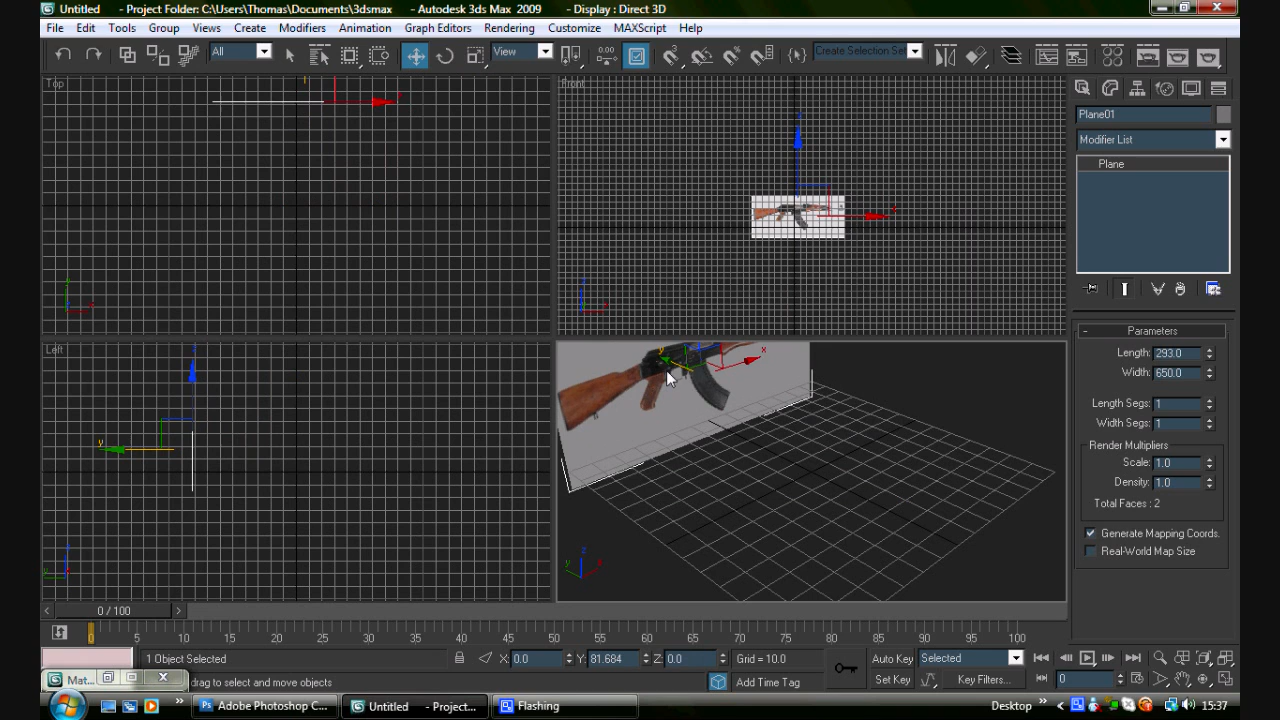 Untitled - Project Folder: C:\Users\Thomas\Documents\3dsmax - Autodesk 3ds Max 2009 - Display : Direct 3D
File Edit Tools Group Views Create Modifiers Animation Graph Editors Rendering Customize MAXScript Help
All View 0.00 Create Selection Set
Top
Front
Plane01
Modifier List
Plane
Left
Parameters
Length: 293.0
Width: 650.0
Length Segs: 1
Width Segs: 1
Render Multipliers
Scale: 1.0
Density: 1.0
Total Faces : 2
Generate Mapping Coords.
Real-World Map Size
0 / 100
0 5 10 15 20 25 30 35 40 45 50 55 60 65 70 75 80 85 90 95 100
1 Object Selected X: 0.0 Y: 81.684 Z: 0.0 Grid = 10.0 Auto Key Selected
Mat... drag to select and move objects Add Time Tag Set Key Key Filters... 0
Adobe Photoshop C... Untitled - Projec... Flashing Desktop 15:37